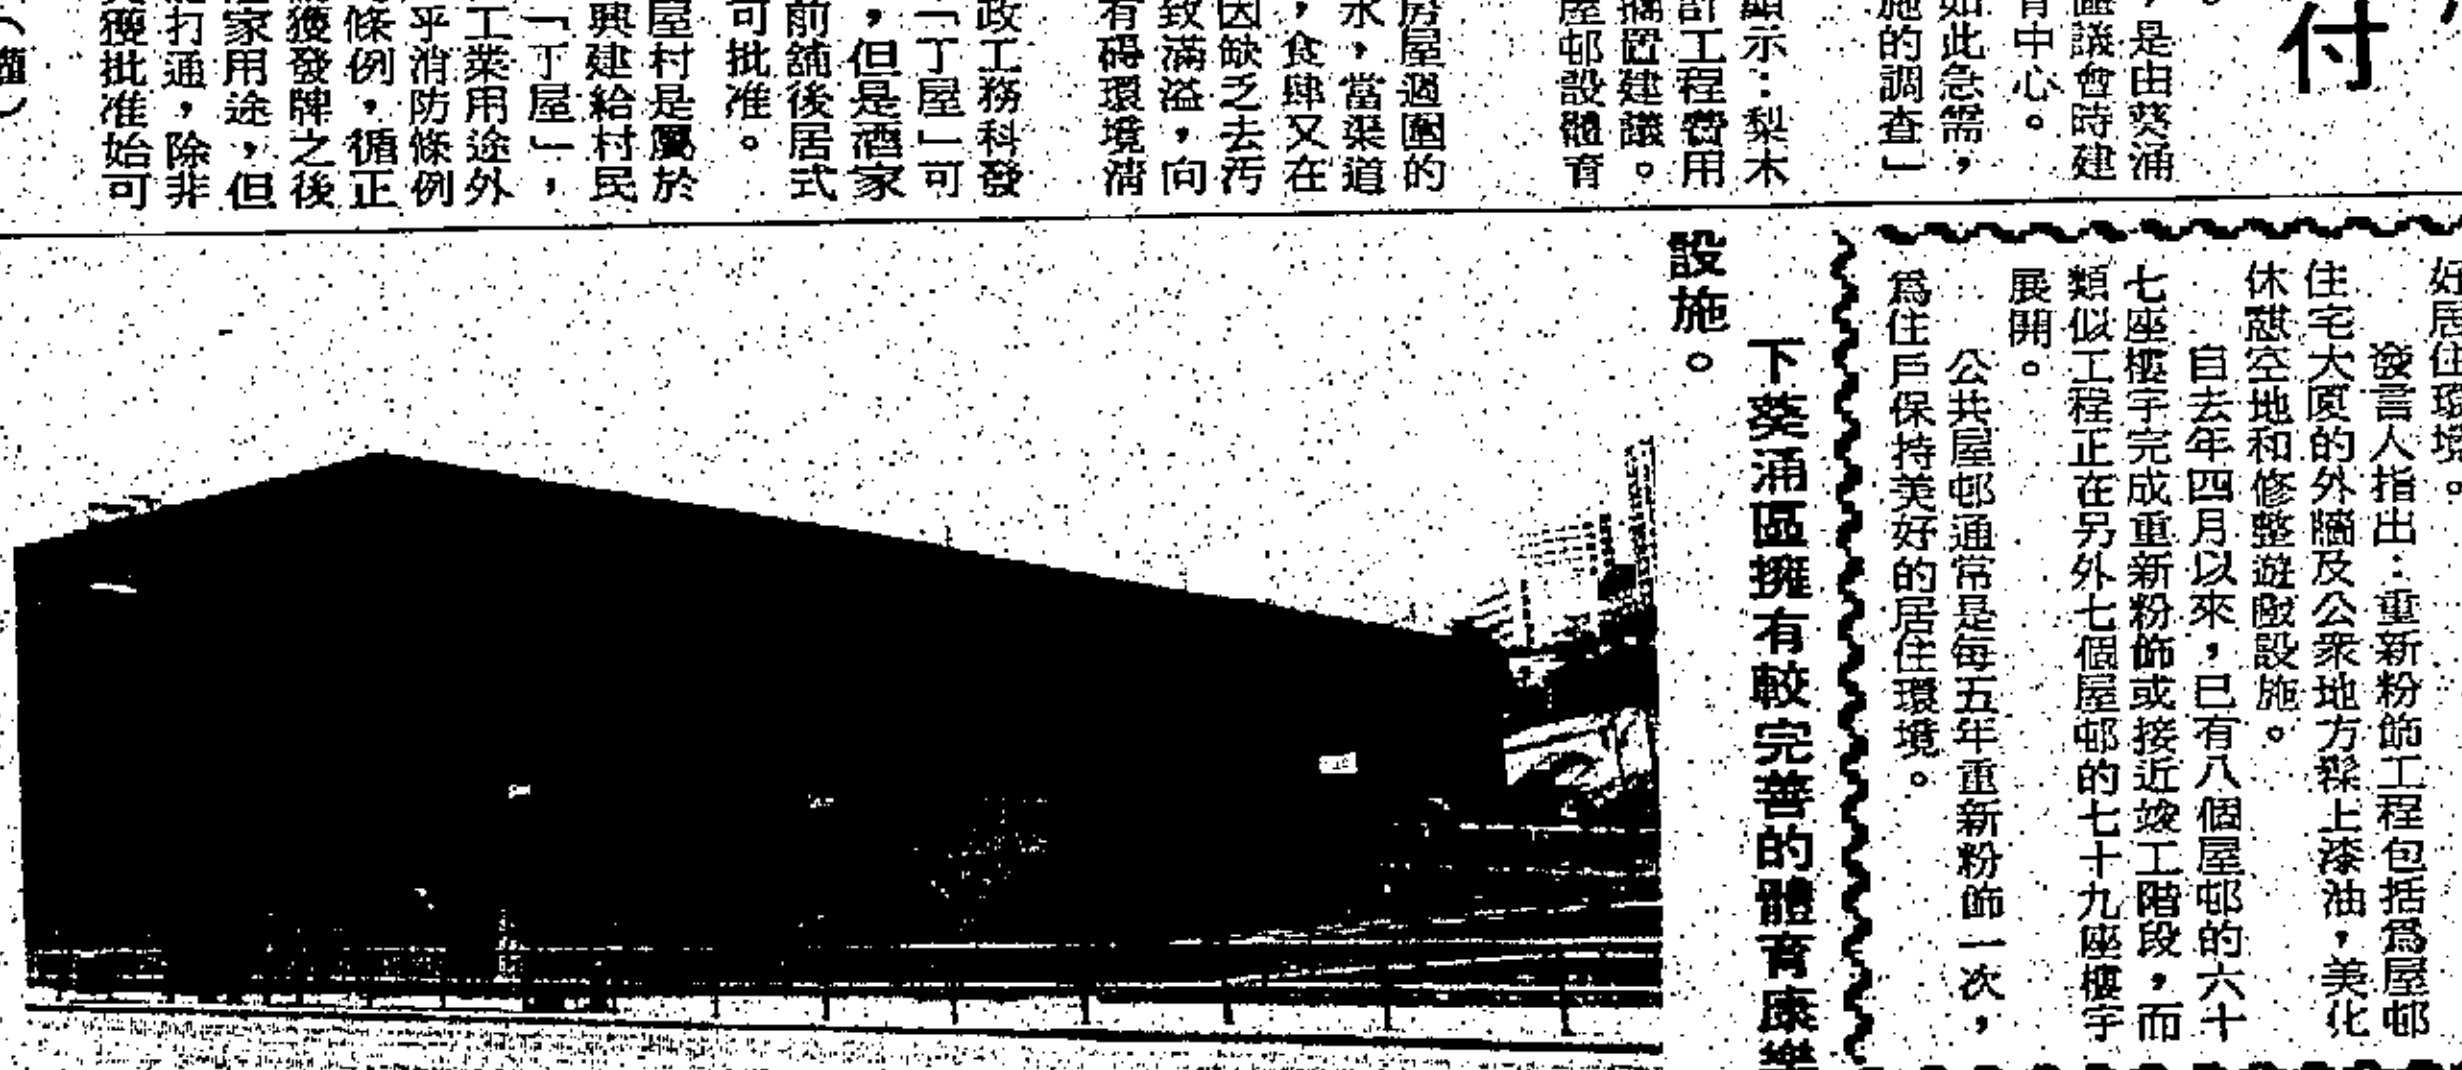 付
是由葵涌
區議會時建
育中心。
如此急需，
施的調查」
顯示：梨木
計工程費用
擱置建議。
屋邨設體育
房屋週圍的
水，當渠道
，食肆又在
因缺乏去污
致滿溢，向
有碍環境清
政工務科發
「丁屋」可
，但是酒家
前舖後居式
可批准。
屋村是屬於
興建給村民
「丁屋」，
工業用途外
乎消防條例
條例，循正
獲發牌之後
家用途，但
打通，除非
獲批准始可
好居住環境。
發言人指出：重新粉飾工程包括爲屋邨
住宅大厦的外牆及公衆地方髹上漆油，美化
休憩空地和修整遊戲設施。
自去年四月以來，已有八個屋邨的六十
七座樓宇完成重新粉飾或接近竣工階段，而
類似工程正在另外七個屋邨的七十九座樓宇
展開。
公共屋邨通常是每五年重新粉飾一次，
爲住戶保持美好的居住環境。
下葵涌區擁有較完善的體育康樂
設施。